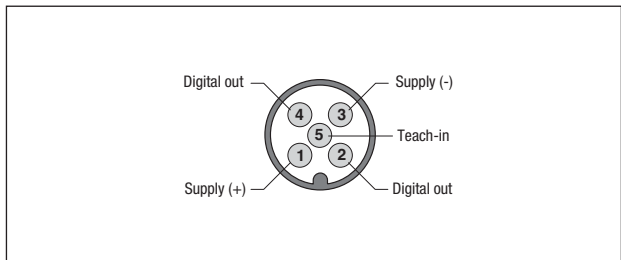 Digital out
Supply (-)
4
3
5
Teach-in
1
2
Supply (+)
Digital out